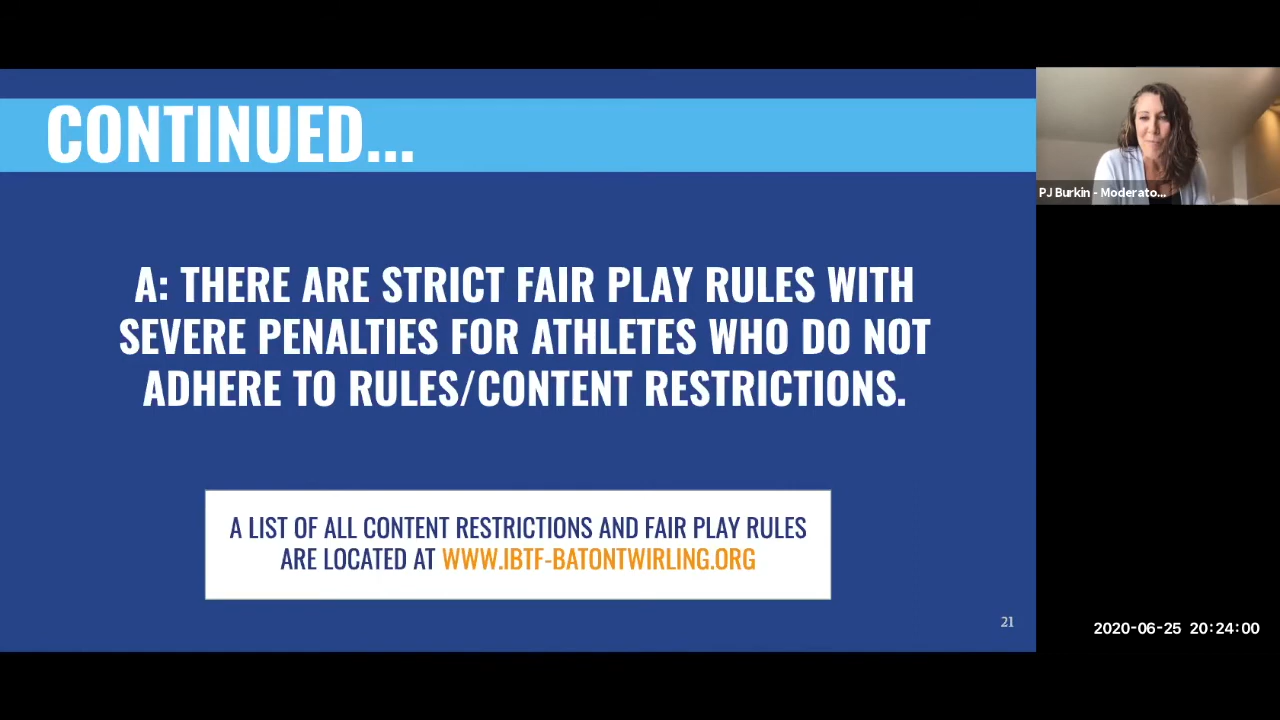 CONTINUED...
A: THERE ARE STRICT FAIR PLAY RULES WITH
SEVERE PENALTIES FOR ATHLETES WHO DO NOT
ADHERE TO RULES/CONTENT RESTRICTIONS.
A LIST OF ALL CONTENT RESTRICTIONS AND FAIR PLAY RULES
ARE LOCATED AT WWW.IBTF-BATONTWIRLING.ORG
21
PJ Burkin - Moderato...
2020-06-25 20:24:00